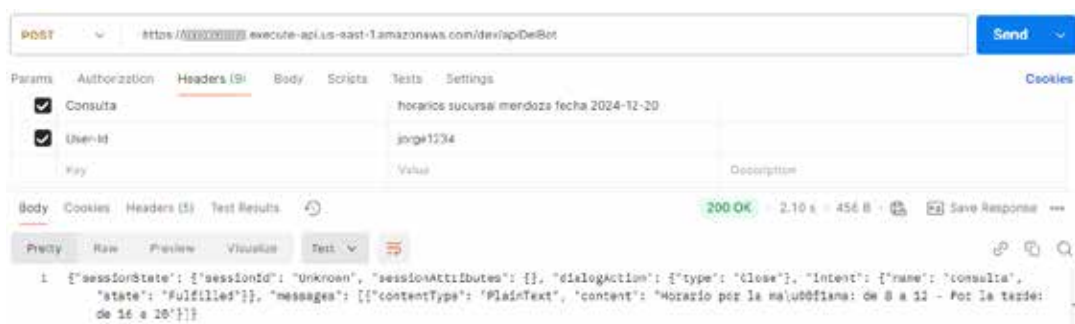 POST https:// execute-api.us-east-1.amazonaws.com/dev/apiDelBot Send
Params Authorization Headers (9) Body Scripts Tests Settings Cookies
Consulta horarios sucursal mendoza fecha 2024-12-20
User-Id jorge1234
Key Value Description
Body Cookies Headers (5) Test Results 200 OK 2.10 s 456 B Save Response
Pretty Raw Preview Visualize Text
1 {"sessionState": {"sessionId": "Unknown", "sessionAttributes": {}, "dialogAction": {"type": "Close"}, "intent": {"name": "consulta",
"state": "Fulfilled"}}, "messages": [{"contentType": "PlainText", "content": "Horario por la ma\u00f1ana: de 8 a 12 - Por la tarde:
de 16 a 20"}]}